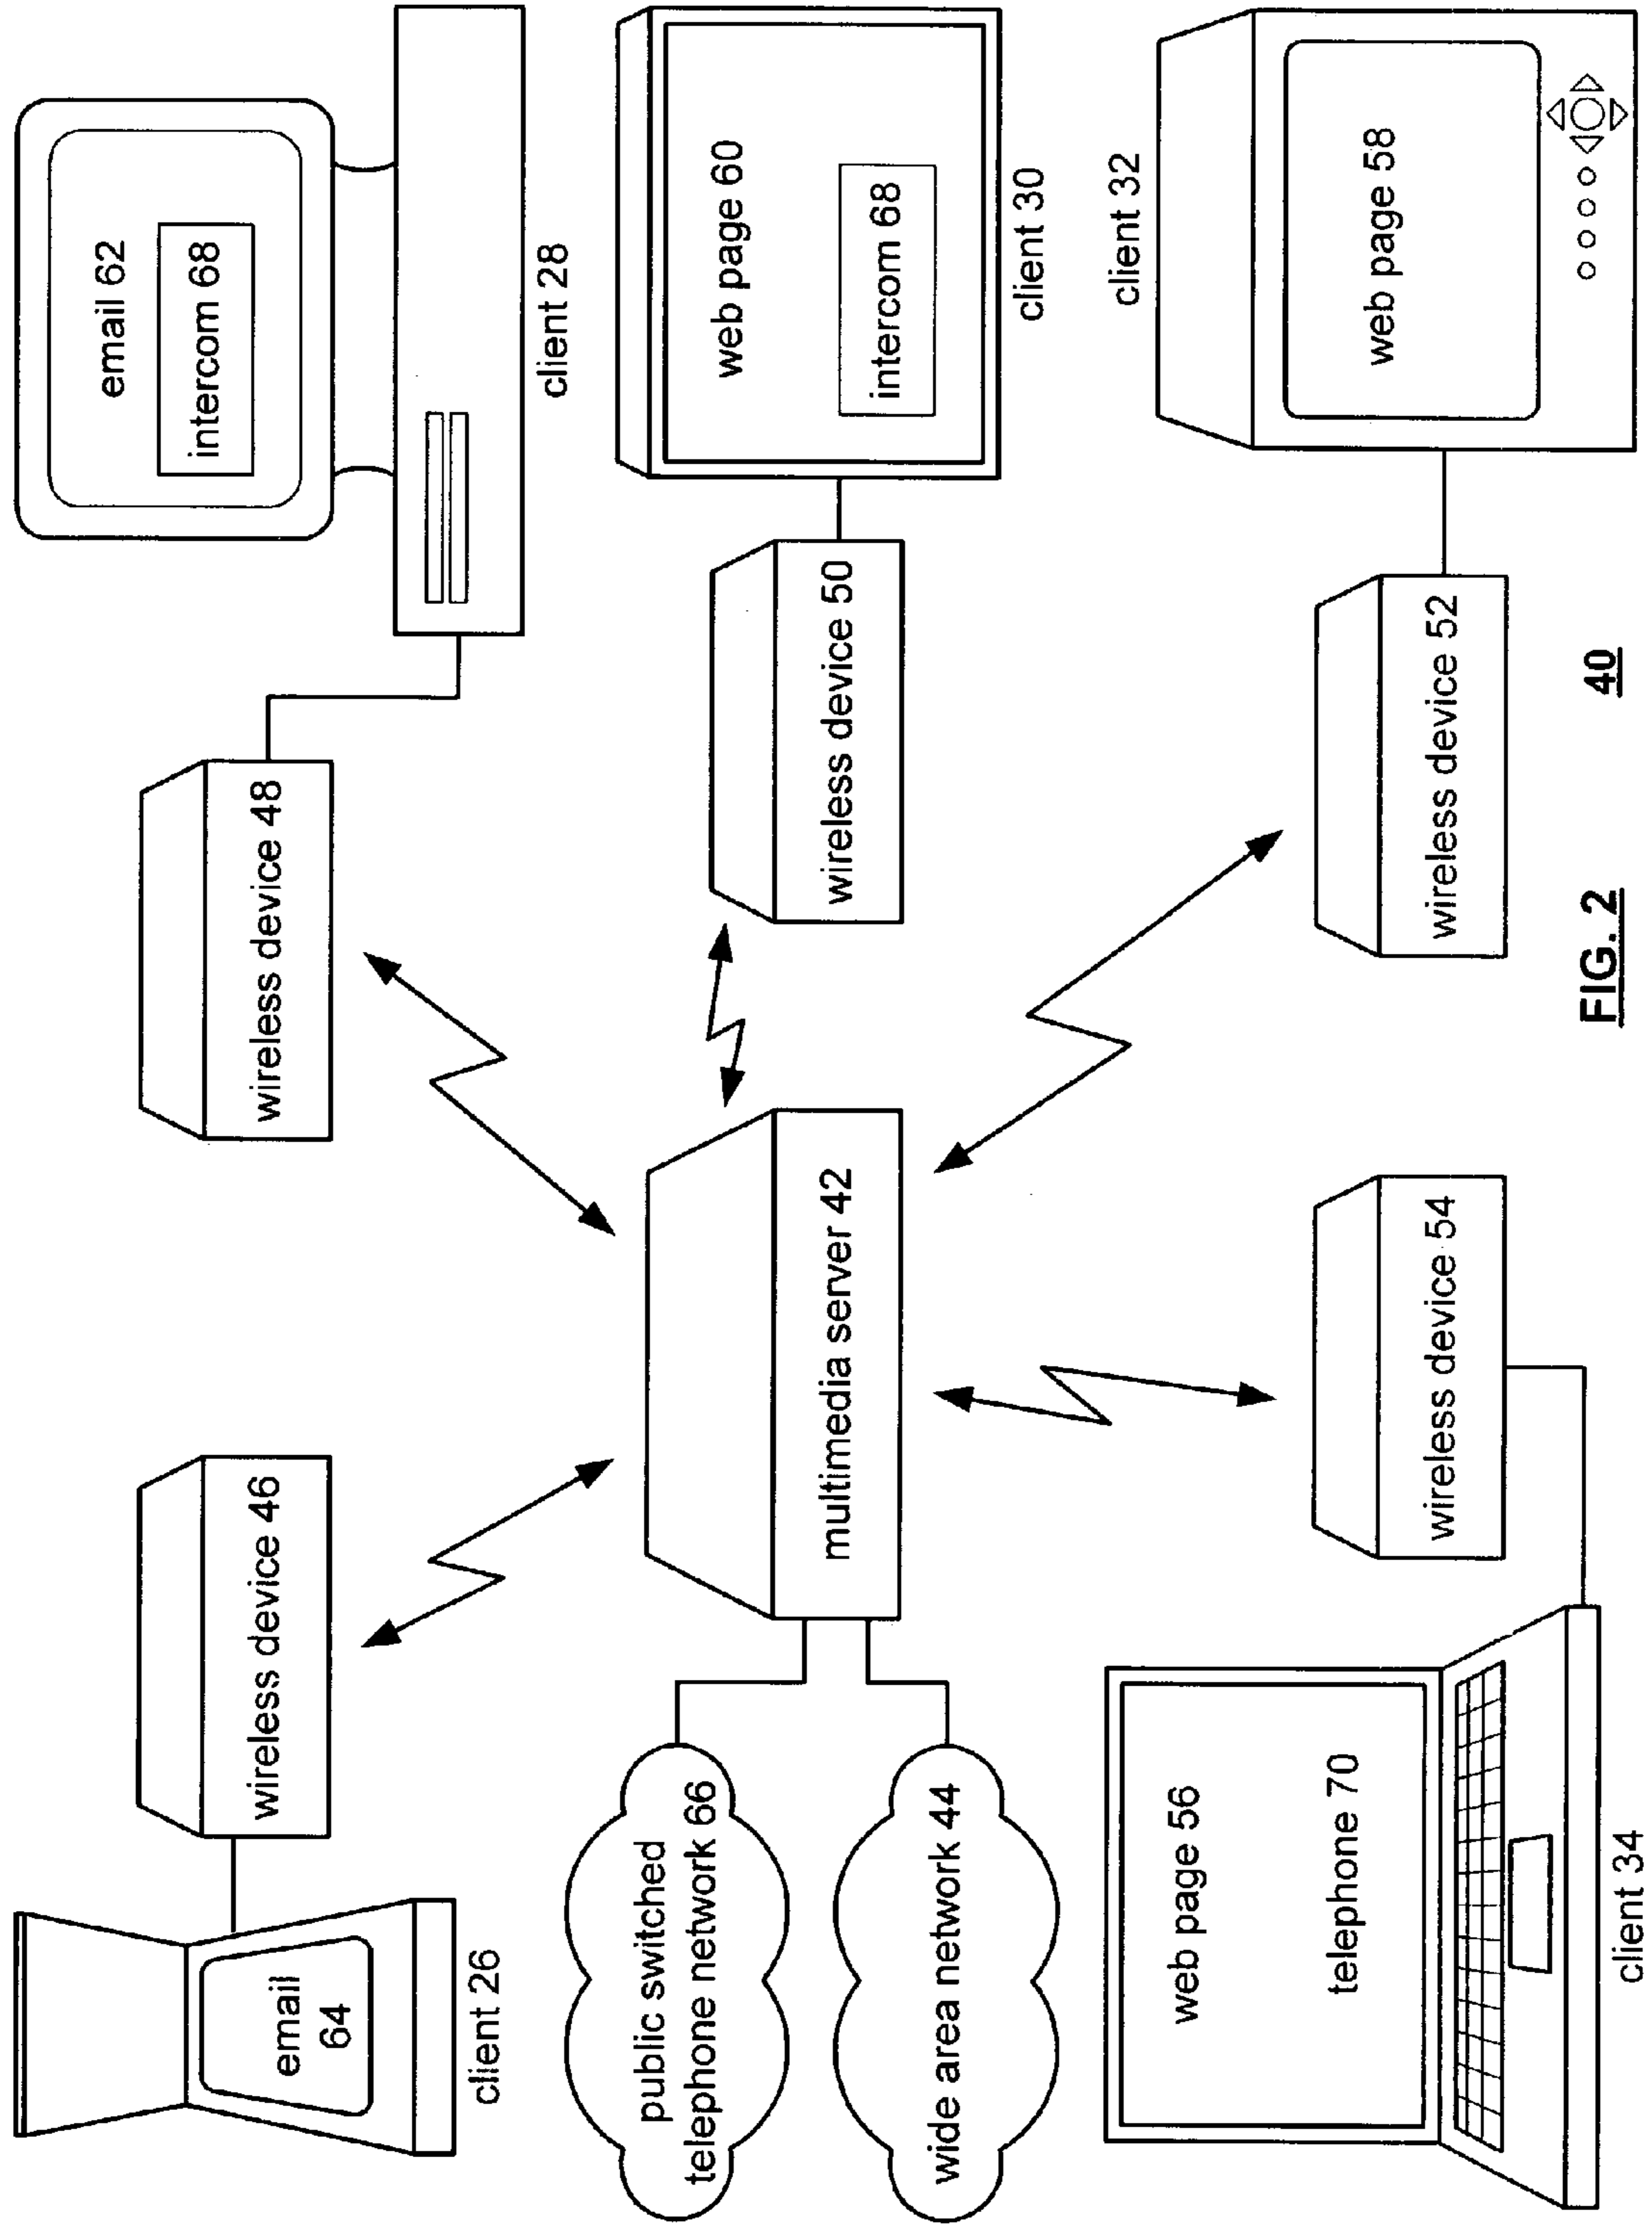 email
64
client 26
wireless device 46
wireless device 48
email 62
intercom 68
client 28
public switched
telephone network 66
wide area network 44
multimedia server 42
wireless device 50
web page 60
intercom 68
client 30
web page 56
telephone 70
client 34
wireless device 54
wireless device 52
client 32
web page 58
FIG. 2
40